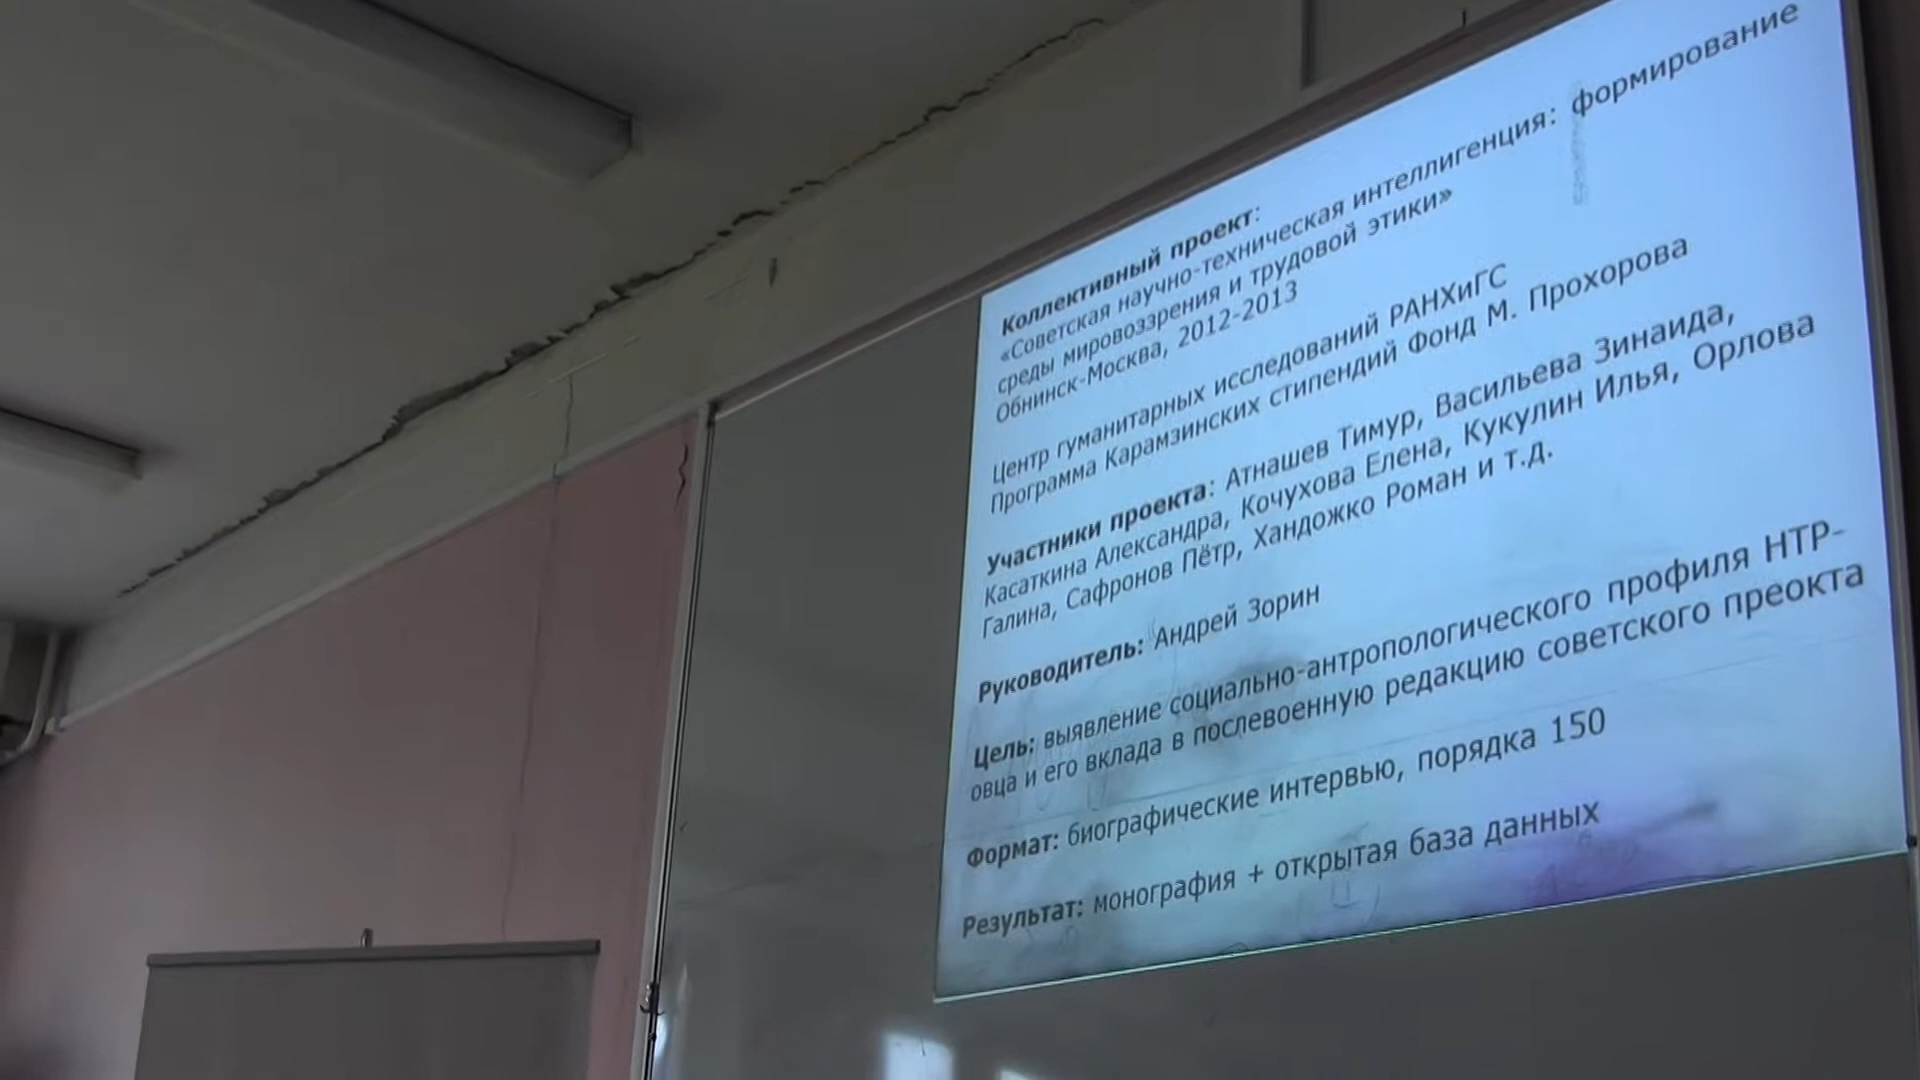 Коллективный проект:
«Советская научно-техническая интеллигенция: формирование
среды мировоззрения и трудовой этики»
Обнинск-Москва, 2012-2013
Центр гуманитарных исследований РАНХиГС
Программа Карамзинских стипендий Фонд М. Прохорова
Участники проекта: Атнашев Тимур, Васильева Зинаида,
Касаткина Александра, Кочухова Елена, Кукулин Илья, Орлова
Галина, Сафронов Пётр, Хандожко Роман и т.д.
Руководитель: Андрей Зорин
Цель: выявление социально-антропологического профиля НТР-
овца и его вклада в послевоенную редакцию советского преокта
Формат: биографические интервью, порядка 150
Результат: монография + открытая база данных